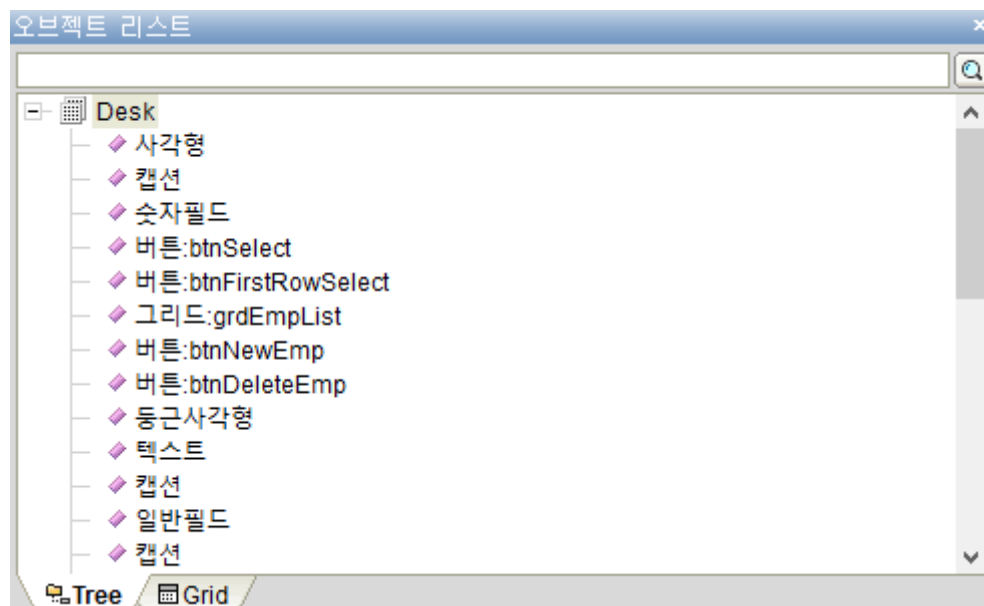 오브젝트 리스트
Desk
사각형
캡션
숫자필드
버튼:btnSelect
버튼:btnFirstRowSelect
그리드:grdEmpList
버튼:btnNewEmp
버튼:btnDeleteEmp
둥근사각형
텍스트
캡션
일반필드
캡션
Tree Grid